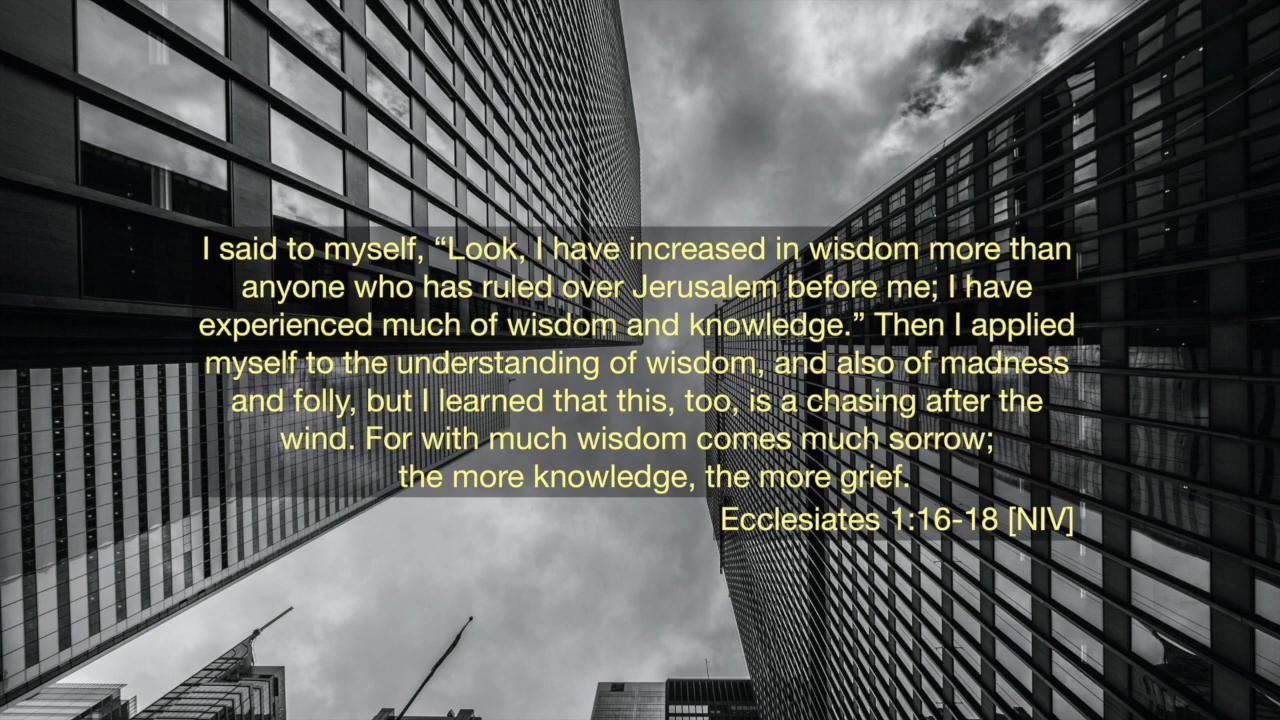 I said to myself, “Look, I have increased in wisdom more than
anyone who has ruled over Jerusalem before me; I have
experienced much of wisdom and knowledge.” Then I applied
myself to the understanding of wisdom, and also of madness
and folly, but I learned that this, too, is a chasing after the
wind. For with much wisdom comes much sorrow;
the more knowledge, the more grief.
Ecclesiates 1:16-18 [NIV]